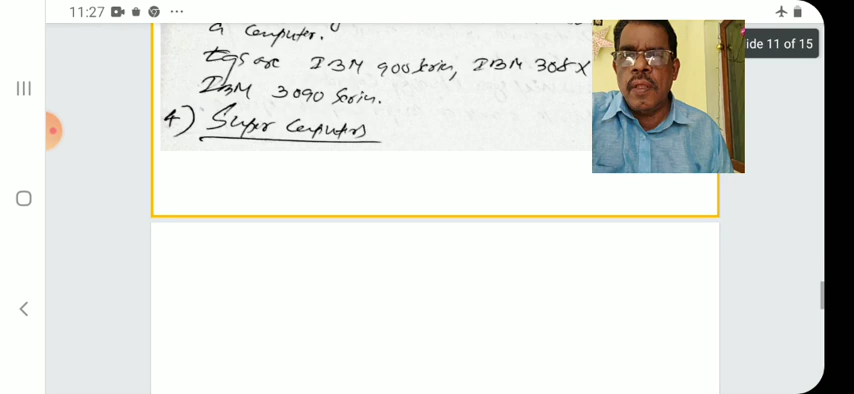 11:27
ide 11 of 15
a Computer.
Egs are IBM 900 Series, IBM 308X
IBM 3090 Series.
4) Super Computers